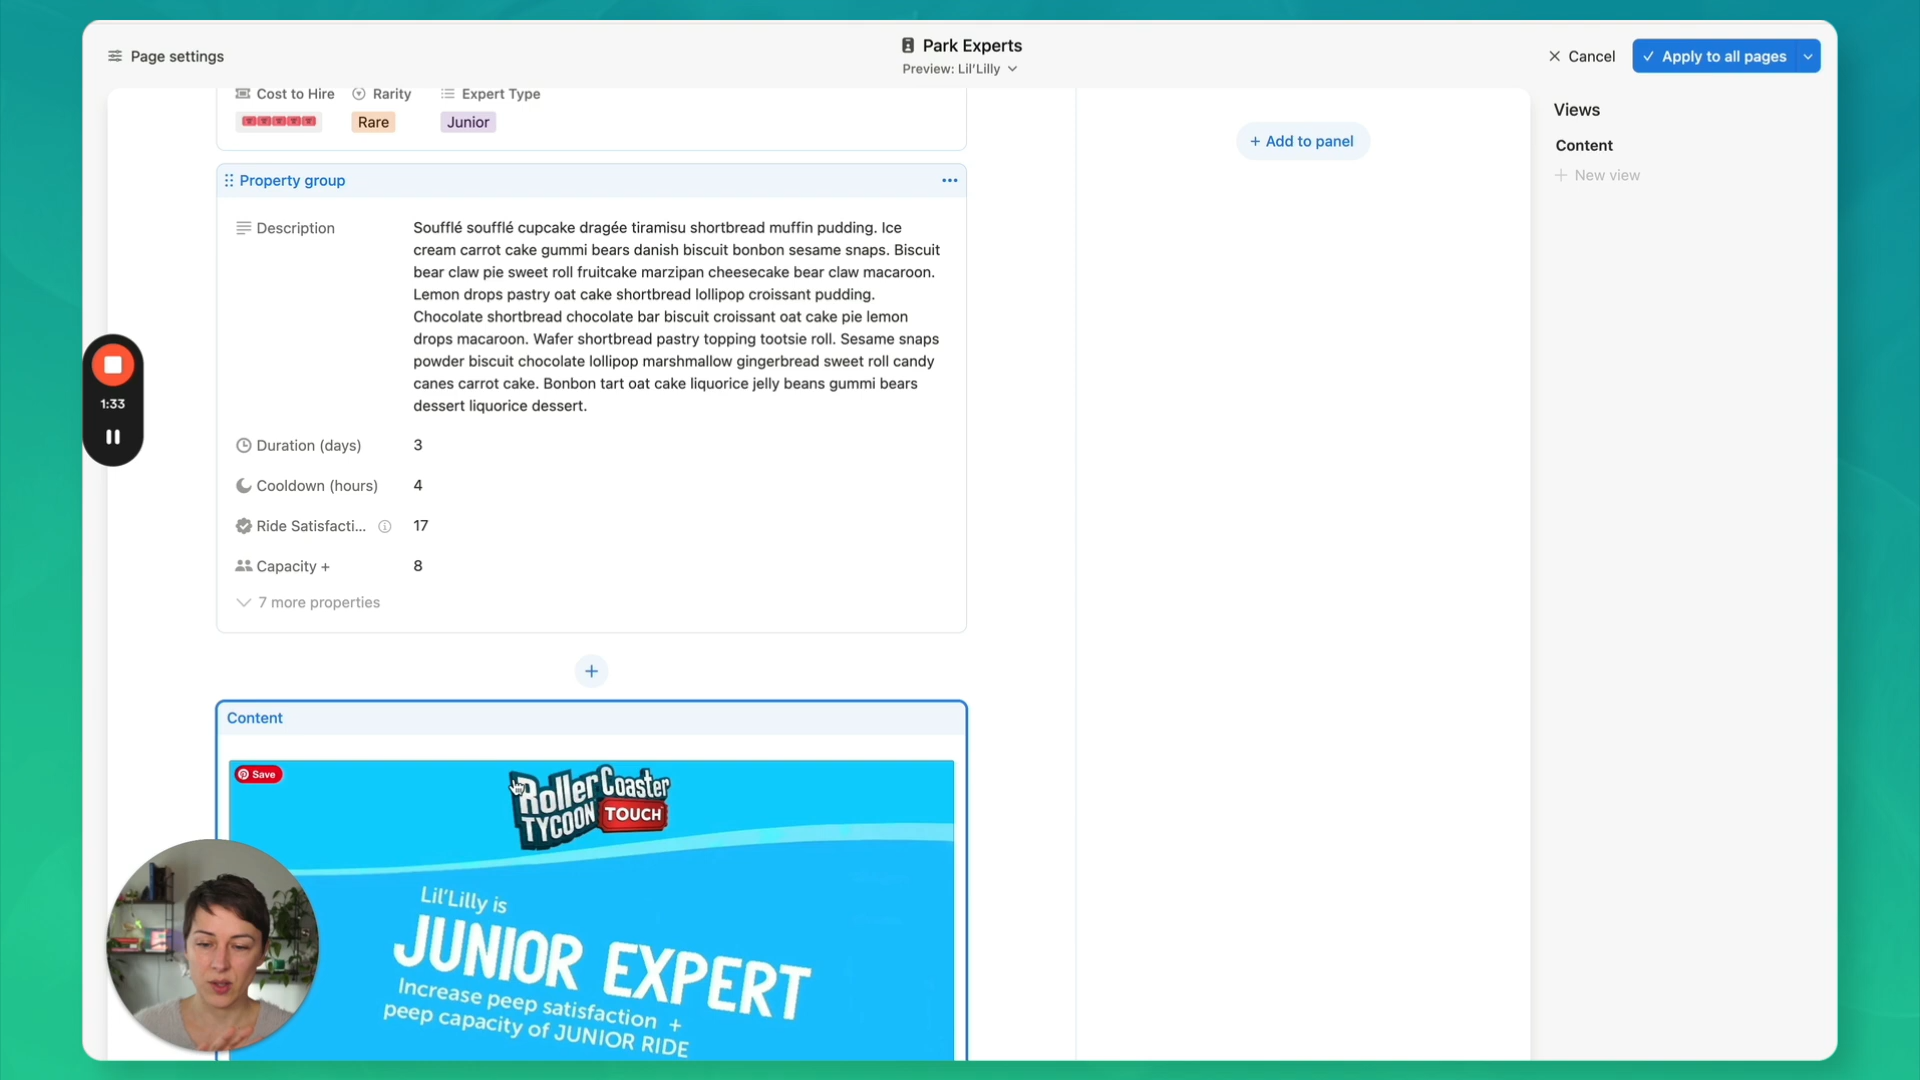 Page settings
Park Experts
Preview: Lil'Lilly
Cancel
Apply to all pages
Cost to Hire
Rarity
Expert Type
Rare
Junior
+ Add to panel
Views
Content
+ New view
Property group
Description
Soufflé soufflé cupcake dragée tiramisu shortbread muffin pudding. Ice
cream carrot cake gummi bears danish biscuit bonbon sesame snaps. Biscuit
bear claw pie sweet roll fruitcake marzipan cheesecake bear claw macaroon.
Lemon drops pastry oat cake shortbread lollipop croissant pudding.
Chocolate shortbread chocolate bar biscuit croissant oat cake pie lemon
drops macaroon. Wafer shortbread pastry topping tootsie roll. Sesame snaps
powder biscuit chocolate lollipop marshmallow gingerbread sweet roll candy
canes carrot cake. Bonbon tart oat cake liquorice jelly beans gummi bears
dessert liquorice dessert.
1:33
Duration (days)
3
Cooldown (hours)
4
Ride Satisfacti...
17
Capacity +
8
7 more properties
+
Content
Save
RollerCoaster
TYCOON TOUCH
Lil'Lilly is
JUNIOR EXPERT
Increase peep satisfaction +
peep capacity of JUNIOR RIDE